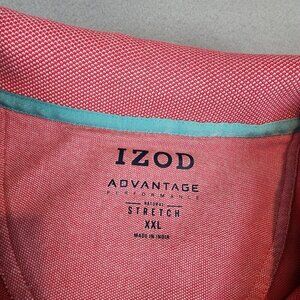 IZOD
ADVANTAGE
PERFORMANCE
NATURAL
STRETCH
XXL
MADE IN INDIA